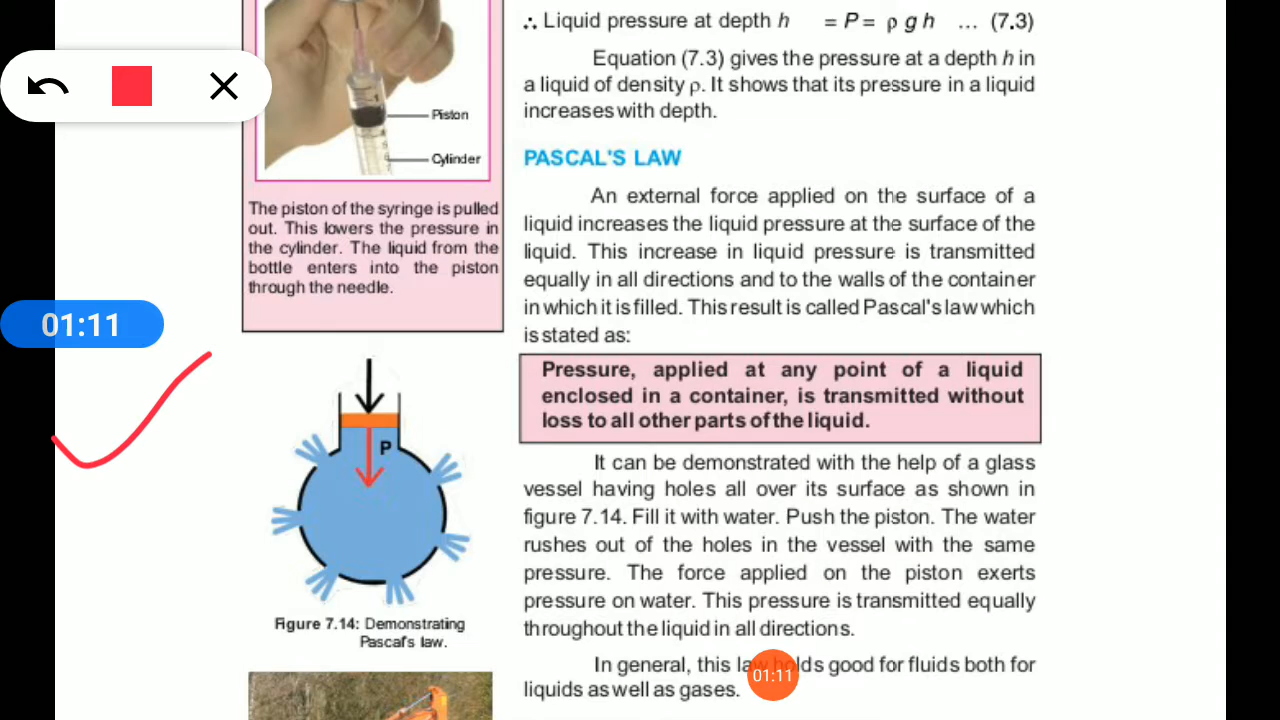 ∴ Liquid pressure at depth h = P = ρ g h ... (7.3)
Equation (7.3) gives the pressure at a depth h in
a liquid of density ρ. It shows that its pressure in a liquid
increases with depth.
Piston
Cylinder
The piston of the syringe is pulled
out. This lowers the pressure in
the cylinder. The liquid from the
bottle enters into the piston
through the needle.
01:11
PASCAL'S LAW
An external force applied on the surface of a
liquid increases the liquid pressure at the surface of the
liquid. This increase in liquid pressure is transmitted
equally in all directions and to the walls of the container
in which it is filled. This result is called Pascal's law which
is stated as:
Pressure, applied at any point of a liquid
enclosed in a container, is transmitted without
loss to all other parts of the liquid.
P
Figure 7.14: Demonstrating
Pascal's law.
It can be demonstrated with the help of a glass
vessel having holes all over its surface as shown in
figure 7.14. Fill it with water. Push the piston. The water
rushes out of the holes in the vessel with the same
pressure. The force applied on the piston exerts
pressure on water. This pressure is transmitted equally
throughout the liquid in all directions.
In general, this law holds good for fluids both for
liquids as well as gases.
01:11